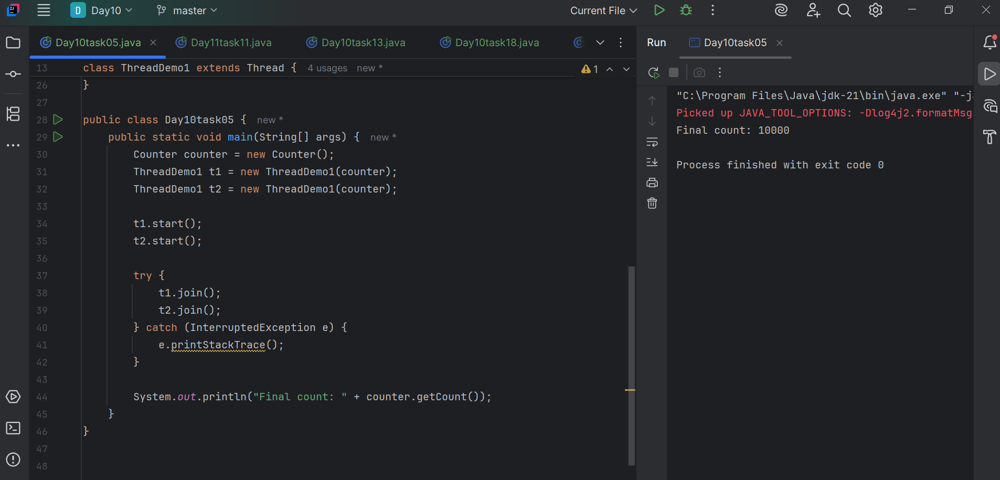 D Day10 master Current File
Day10task05.java Day11task11.java Day10task13.java Day10task18.java
Run Day10task05
13 class ThreadDemo1 extends Thread { 4 usages new *
1
26 }
27
28 public class Day10task05 { new *
29 public static void main(String[] args) { new *
30 Counter counter = new Counter();
31 ThreadDemo1 t1 = new ThreadDemo1(counter);
32 ThreadDemo1 t2 = new ThreadDemo1(counter);
33
34 t1.start();
35 t2.start();
36
37 try {
38 t1.join();
39 t2.join();
40 } catch (InterruptedException e) {
41 e.printStackTrace();
42 }
43
44 System.out.println("Final count: " + counter.getCount());
45 }
46 }
47
48
"C:\Program Files\Java\jdk-21\bin\java.exe" "-j
Picked up JAVA_TOOL_OPTIONS: -Dlog4j2.formatMsg
Final count: 10000
Process finished with exit code 0